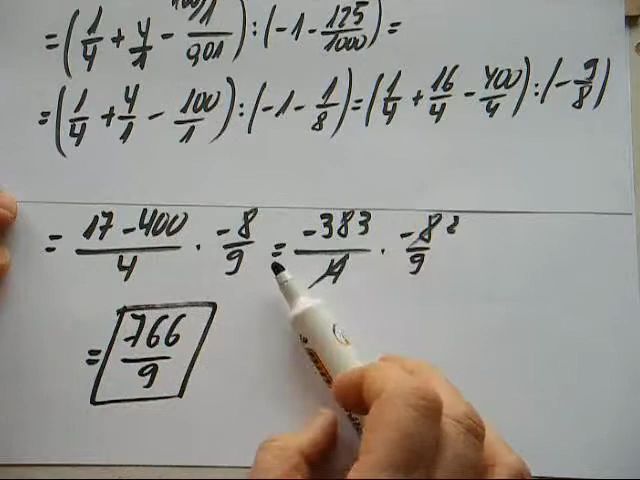 = (1/4 + 4/1 - 1/901) : (-1 - 125/1000) =
= (1/4 + 4/1 - 100/1) : (-1 - 1/8) = (1/4 + 16/4 - 400/4) : (-9/8)
= 17-400/4 · -8/9 = -383/4 · -8²/9
= 766/9